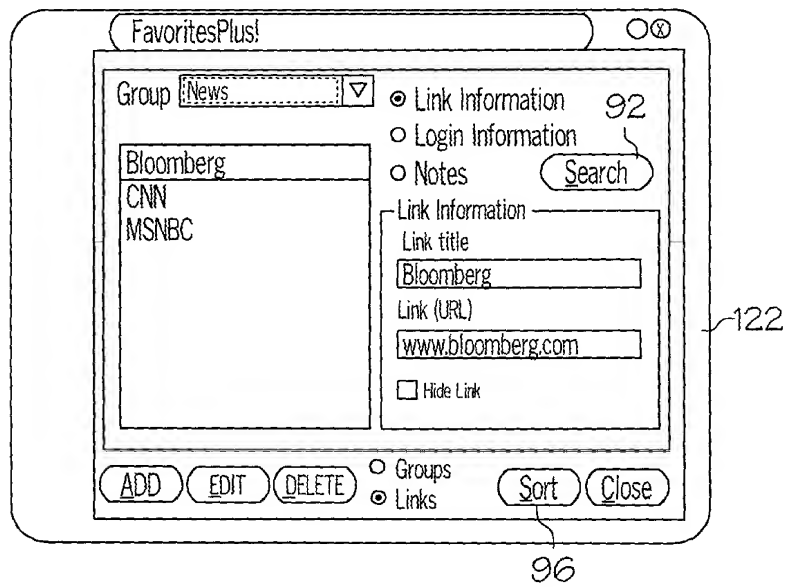 FavoritesPlus!
Group News
Link Information
Login Information
Notes
92
Search
Bloomberg
CNN
MSNBC
Link Information
Link title
Bloomberg
Link (URL)
www.bloomberg.com
Hide Link
122
ADD EDIT DELETE
Groups
Links
Sort Close
96